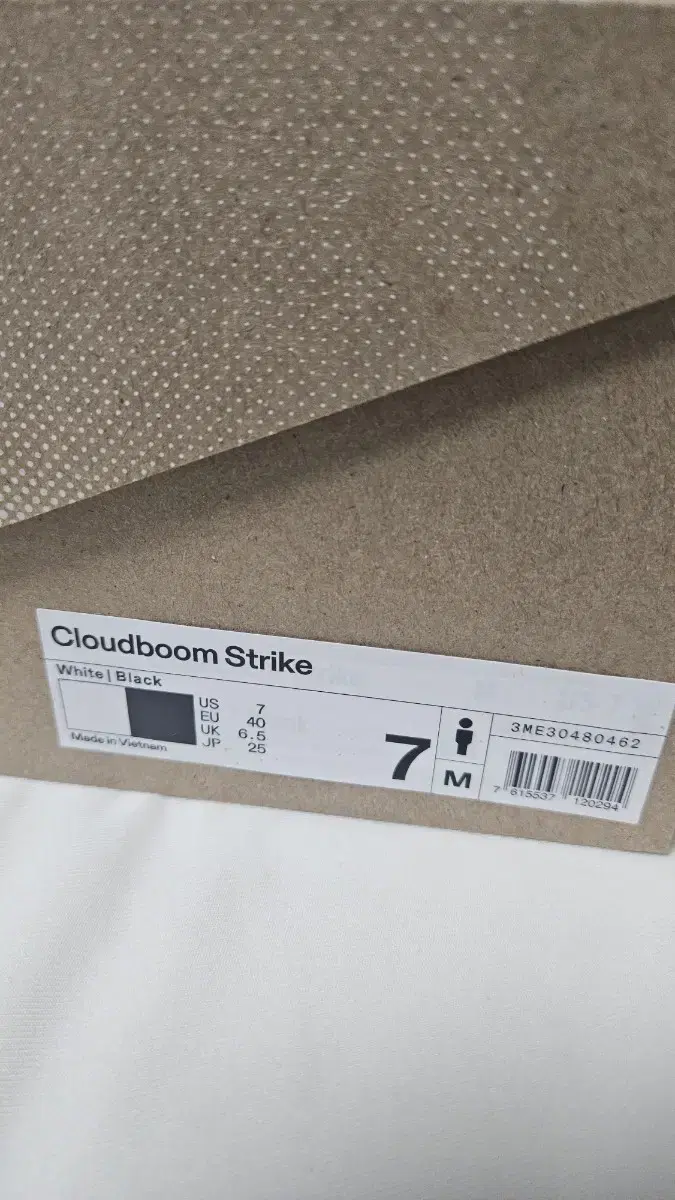 Cloudboom Strike
White | Black
US 7
EU 40
UK 6.5
JP 25
Made in Vietnam
7
M
3ME30480462
7 615537 120294